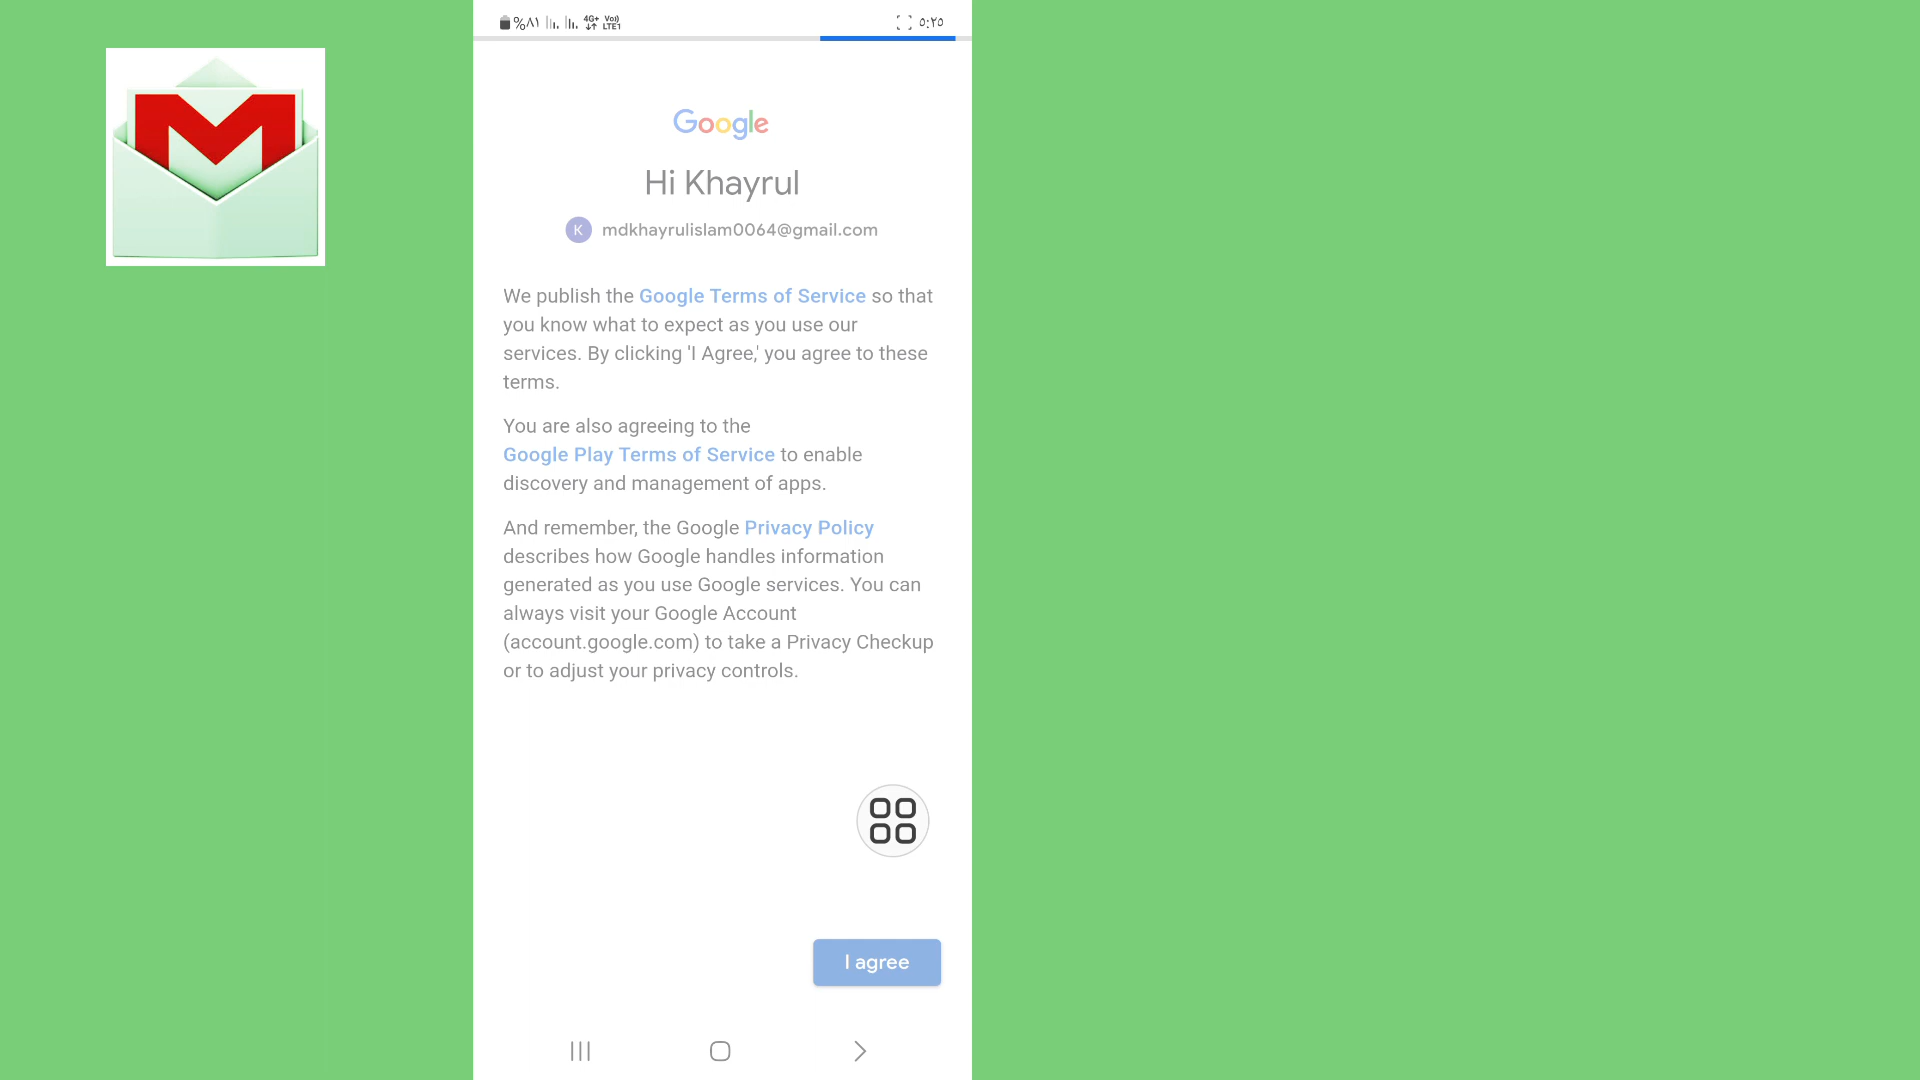 %٨١ 4G+ Vo)) LTE1 ٥:٢٥
M
Google
Hi Khayrul
K mdkhayrulislam0064@gmail.com
We publish the Google Terms of Service so that
you know what to expect as you use our
services. By clicking 'I Agree,' you agree to these
terms.
You are also agreeing to the
Google Play Terms of Service to enable
discovery and management of apps.
And remember, the Google Privacy Policy
describes how Google handles information
generated as you use Google services. You can
always visit your Google Account
(account.google.com) to take a Privacy Checkup
or to adjust your privacy controls.
I agree